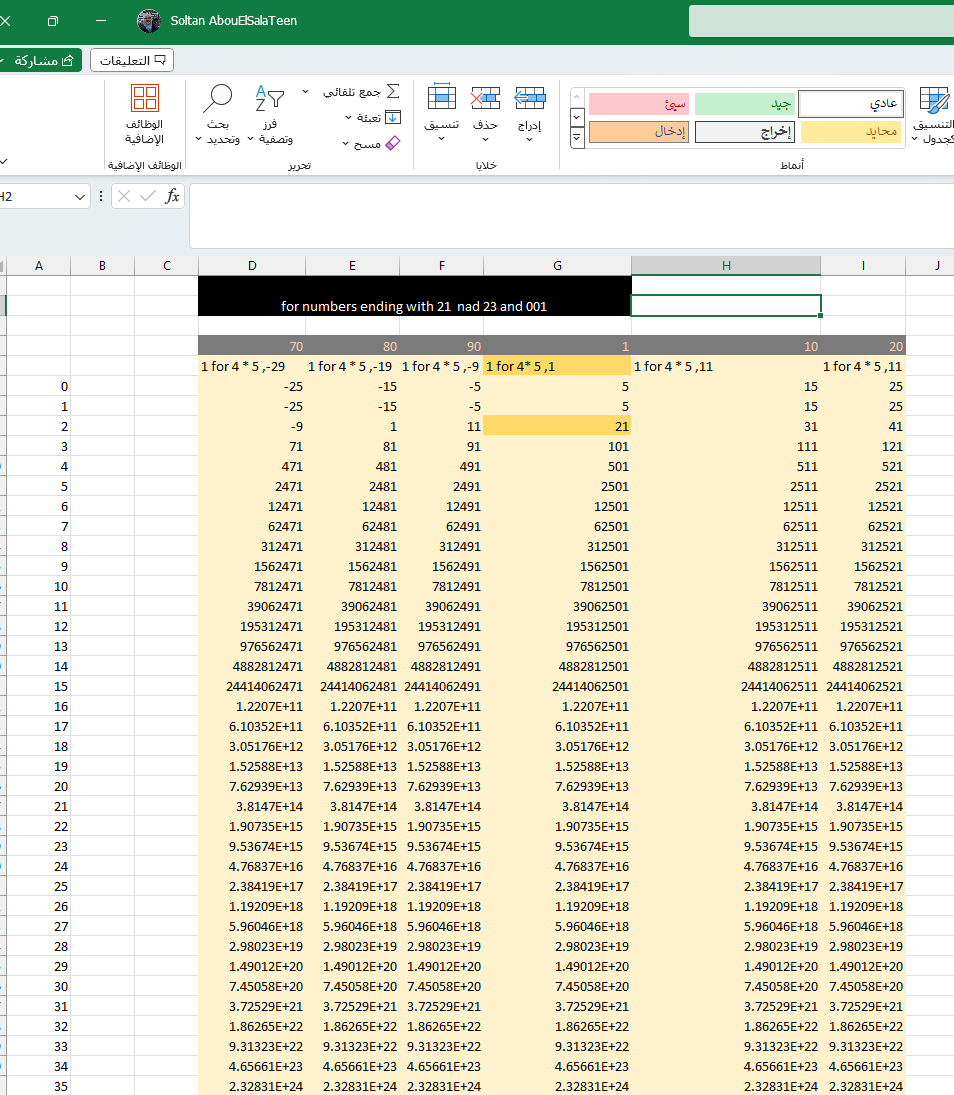 Soltan AbouElSalaTeen
مشاركة التعليقات
عادي جيد سيئ
محايد إخراج إدخال
التنسيق كجدول
أنماط
إدراج حذف تنسيق
خلايا
جمع تلقائي
تعبئة
مسح
فرز وتصفية
بحث وتحديد
تحرير
الوظائف الإضافية
الوظائف الإضافية
H2 fx
A B C D E F G H I J
for numbers ending with 21 nad 23 and 001
70 80 90 1 10 20
1 for 4 * 5 ,-29 1 for 4 * 5 ,-19 1 for 4 * 5 ,-9 1 for 4* 5 ,1 1 for 4 * 5 ,11 1 for 4 * 5 ,11
0 -25 -15 -5 5 15 25
1 -25 -15 -5 5 15 25
2 -9 1 11 21 31 41
3 71 81 91 101 111 121
4 471 481 491 501 511 521
5 2471 2481 2491 2501 2511 2521
6 12471 12481 12491 12501 12511 12521
7 62471 62481 62491 62501 62511 62521
8 312471 312481 312491 312501 312511 312521
9 1562471 1562481 1562491 1562501 1562511 1562521
10 7812471 7812481 7812491 7812501 7812511 7812521
11 39062471 39062481 39062491 39062501 39062511 39062521
12 195312471 195312481 195312491 195312501 195312511 195312521
13 976562471 976562481 976562491 976562501 976562511 976562521
14 4882812471 4882812481 4882812491 4882812501 4882812511 4882812521
15 24414062471 24414062481 24414062491 24414062501 24414062511 24414062521
16 1.2207E+11 1.2207E+11 1.2207E+11 1.2207E+11 1.2207E+11 1.2207E+11
17 6.10352E+11 6.10352E+11 6.10352E+11 6.10352E+11 6.10352E+11 6.10352E+11
18 3.05176E+12 3.05176E+12 3.05176E+12 3.05176E+12 3.05176E+12 3.05176E+12
19 1.52588E+13 1.52588E+13 1.52588E+13 1.52588E+13 1.52588E+13 1.52588E+13
20 7.62939E+13 7.62939E+13 7.62939E+13 7.62939E+13 7.62939E+13 7.62939E+13
21 3.8147E+14 3.8147E+14 3.8147E+14 3.8147E+14 3.8147E+14 3.8147E+14
22 1.90735E+15 1.90735E+15 1.90735E+15 1.90735E+15 1.90735E+15 1.90735E+15
23 9.53674E+15 9.53674E+15 9.53674E+15 9.53674E+15 9.53674E+15 9.53674E+15
24 4.76837E+16 4.76837E+16 4.76837E+16 4.76837E+16 4.76837E+16 4.76837E+16
25 2.38419E+17 2.38419E+17 2.38419E+17 2.38419E+17 2.38419E+17 2.38419E+17
26 1.19209E+18 1.19209E+18 1.19209E+18 1.19209E+18 1.19209E+18 1.19209E+18
27 5.96046E+18 5.96046E+18 5.96046E+18 5.96046E+18 5.96046E+18 5.96046E+18
28 2.98023E+19 2.98023E+19 2.98023E+19 2.98023E+19 2.98023E+19 2.98023E+19
29 1.49012E+20 1.49012E+20 1.49012E+20 1.49012E+20 1.49012E+20 1.49012E+20
30 7.45058E+20 7.45058E+20 7.45058E+20 7.45058E+20 7.45058E+20 7.45058E+20
31 3.72529E+21 3.72529E+21 3.72529E+21 3.72529E+21 3.72529E+21 3.72529E+21
32 1.86265E+22 1.86265E+22 1.86265E+22 1.86265E+22 1.86265E+22 1.86265E+22
33 9.31323E+22 9.31323E+22 9.31323E+22 9.31323E+22 9.31323E+22 9.31323E+22
34 4.65661E+23 4.65661E+23 4.65661E+23 4.65661E+23 4.65661E+23 4.65661E+23
35 2.32831E+24 2.32831E+24 2.32831E+24 2.32831E+24 2.32831E+24 2.32831E+24